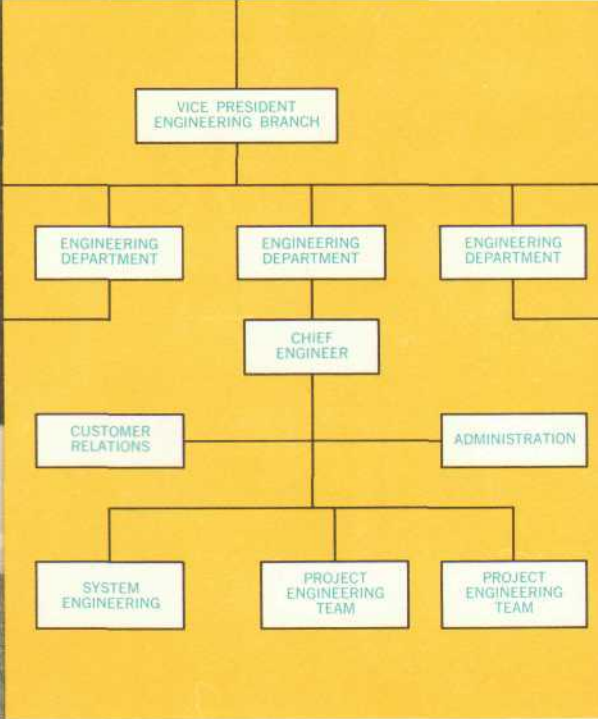 VICE PRESIDENT
ENGINEERING BRANCH
ENGINEERING
DEPARTMENT
ENGINEERING
DEPARTMENT
ENGINEERING
DEPARTMENT
CHIEF
ENGINEER
CUSTOMER
RELATIONS
ADMINISTRATION
SYSTEM
ENGINEERING
PROJECT
ENGINEERING
TEAM
PROJECT
ENGINEERING
TEAM